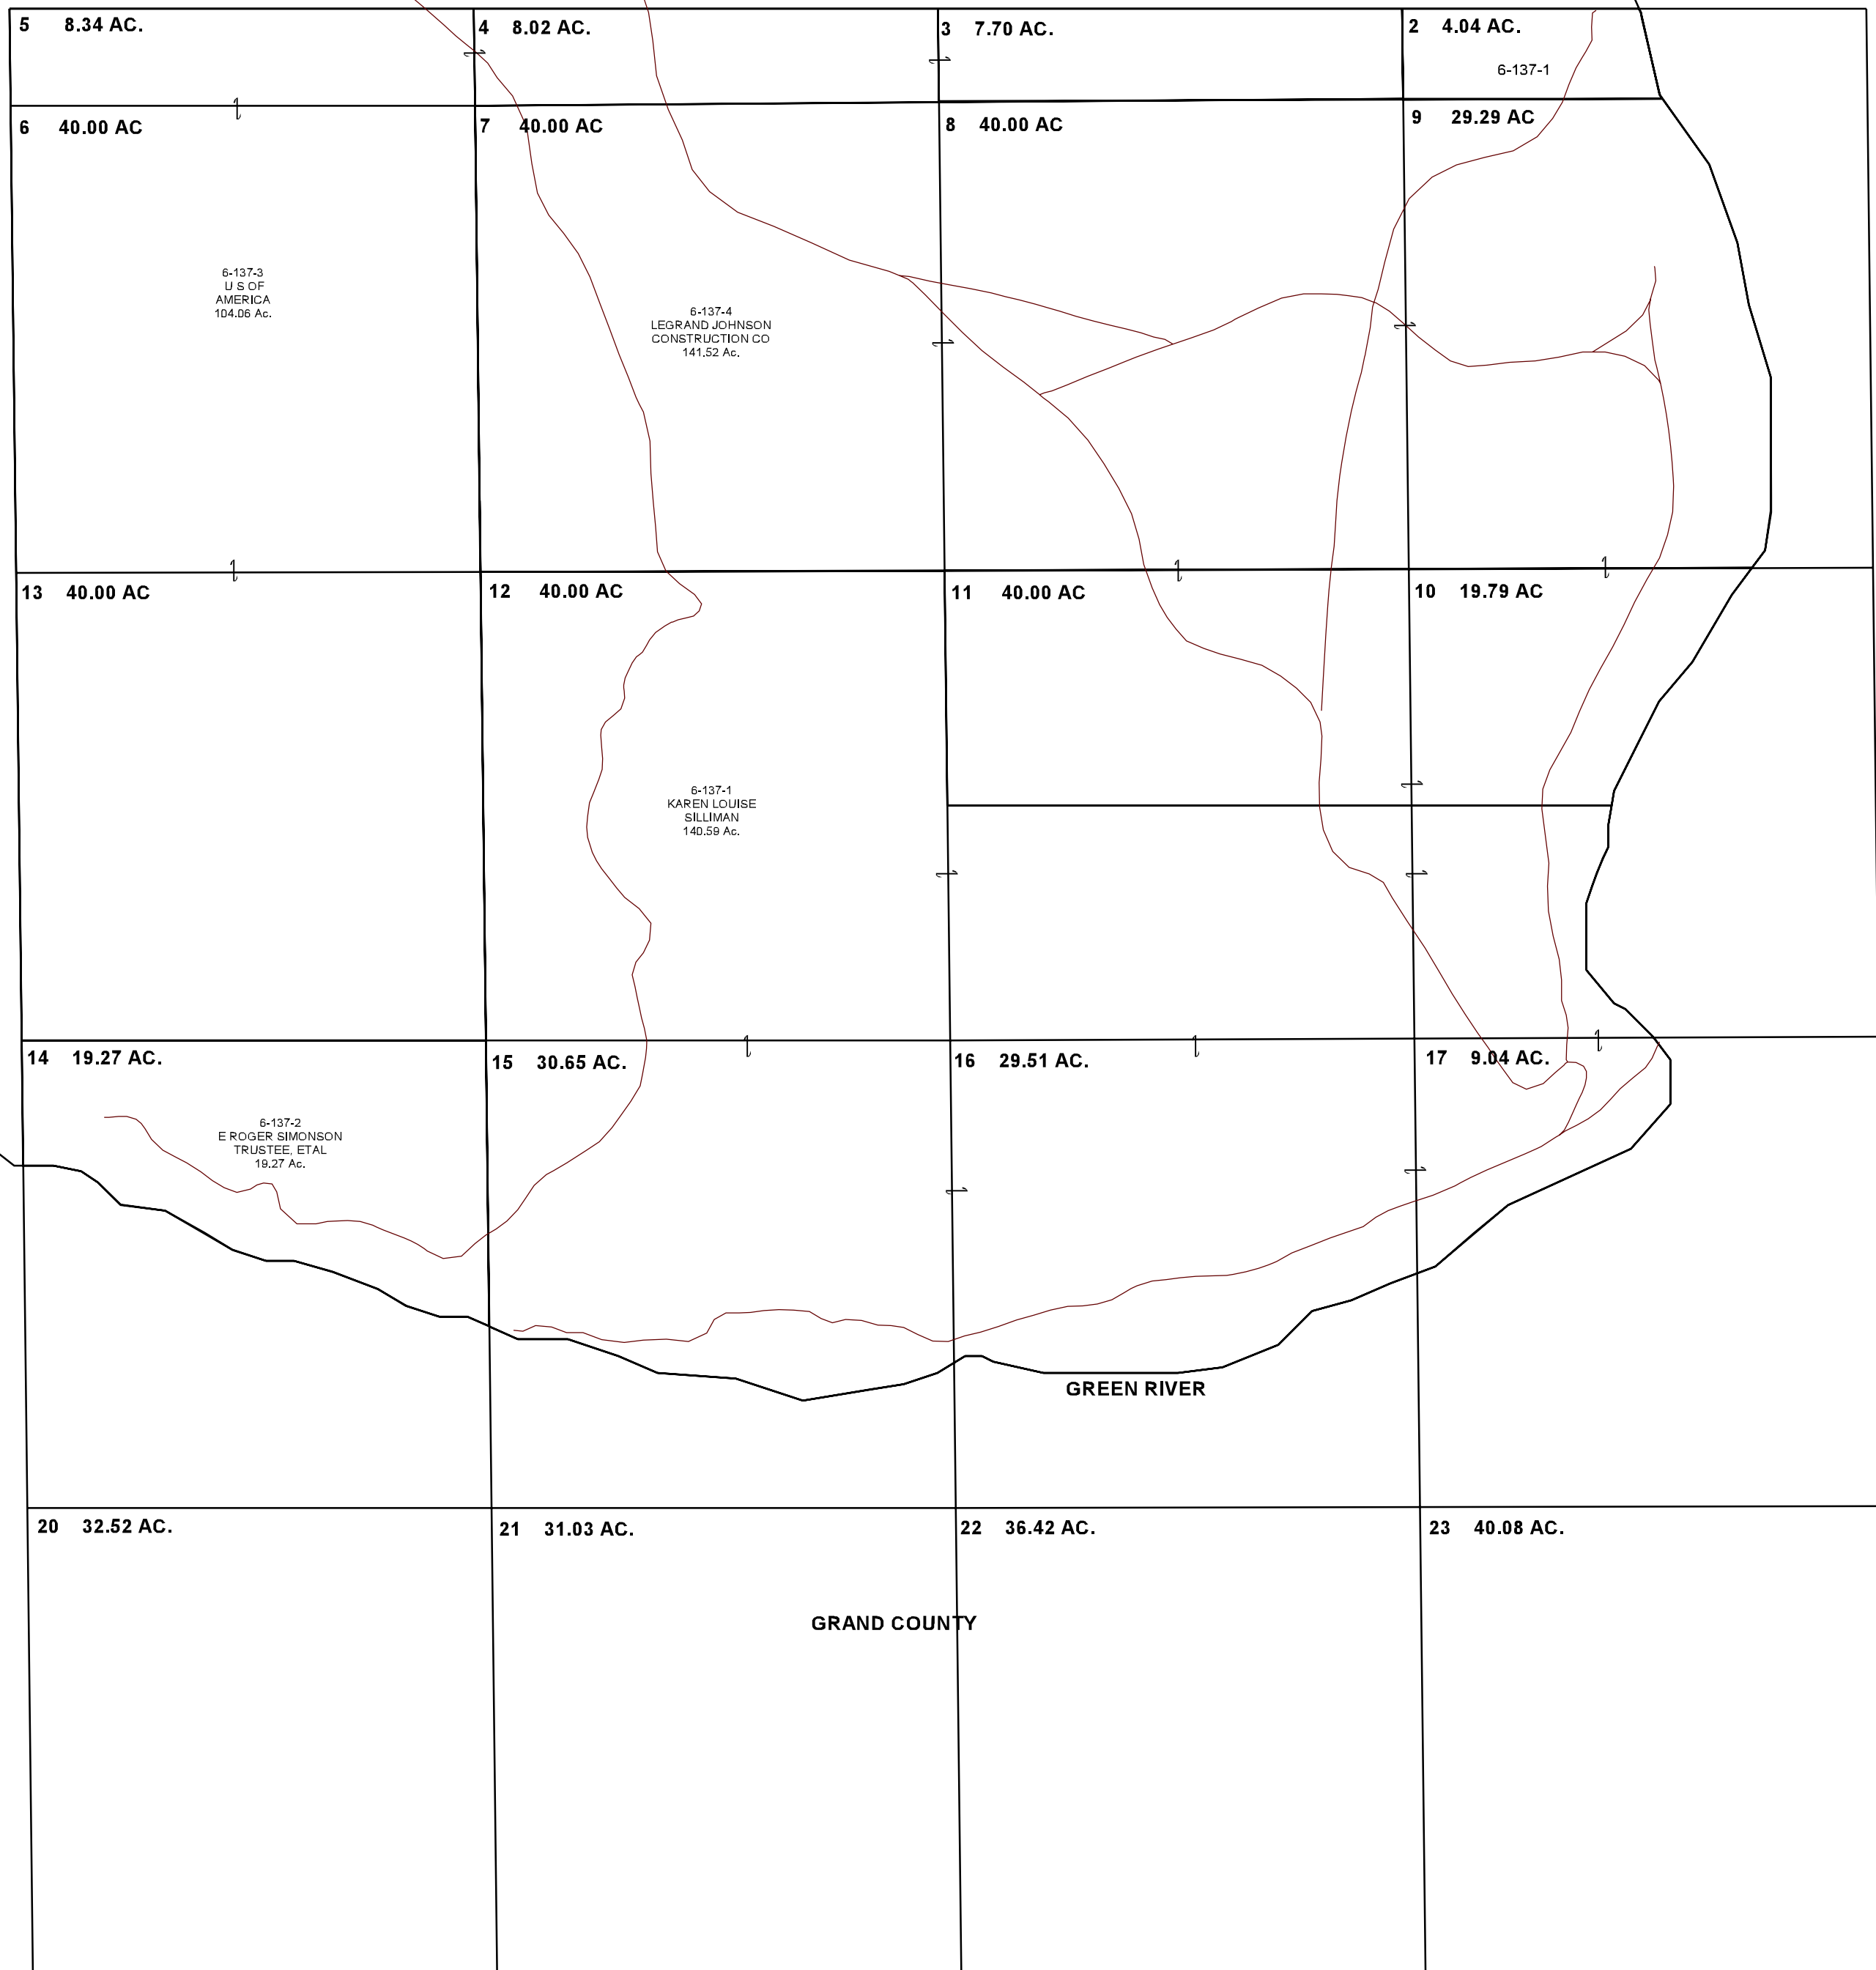 5 8.34 AC.
4 8.02 AC.
3 7.70 AC.
2 4.04 AC.
6-137-1
6 40.00 AC
7 40.00 AC
8 40.00 AC
9 29.29 AC
6-137-3
U S OF
AMERICA
104.06 Ac.
6-137-4
LEGRAND JOHNSON
CONSTRUCTION CO
141.52 Ac.
13 40.00 AC
12 40.00 AC
11 40.00 AC
10 19.79 AC
6-137-1
KAREN LOUISE
SILLIMAN
140.59 Ac.
14 19.27 AC.
15 30.65 AC.
16 29.51 AC.
17 9.04 AC.
6-137-2
E ROGER SIMONSON
TRUSTEE, ETAL
19.27 Ac.
GREEN RIVER
20 32.52 AC.
21 31.03 AC.
22 36.42 AC.
23 40.08 AC.
GRAND COUNTY